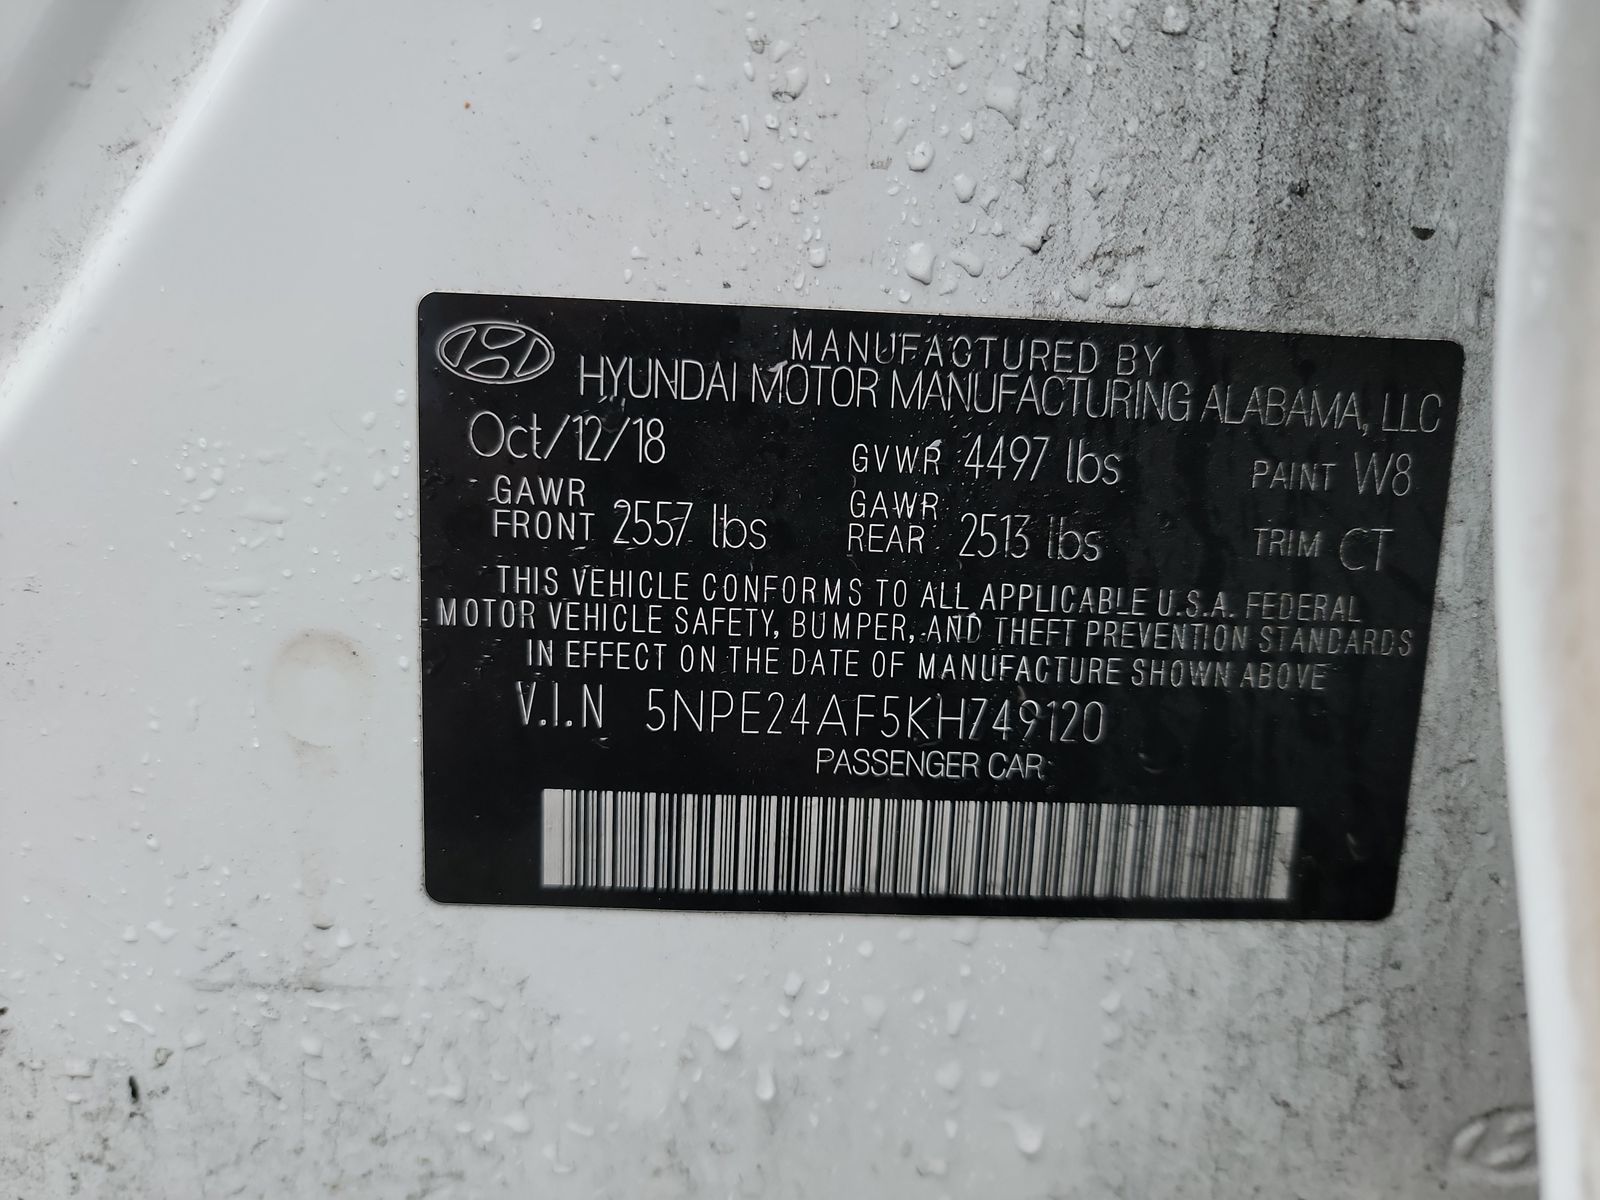 MANUFACTURED BY
HYUNDAI MOTOR MANUFACTURING ALABAMA, LLC
Oct/12/18 GVWR 4497 lbs PAINT W8
GAWR FRONT 2557 lbs GAWR REAR 2513 lbs TRIM CT
THIS VEHICLE CONFORMS TO ALL APPLICABLE U.S.A. FEDERAL
MOTOR VEHICLE SAFETY, BUMPER, AND THEFT PREVENTION STANDARDS
IN EFFECT ON THE DATE OF MANUFACTURE SHOWN ABOVE
V.I.N 5NPE24AF5KH749120
PASSENGER CAR